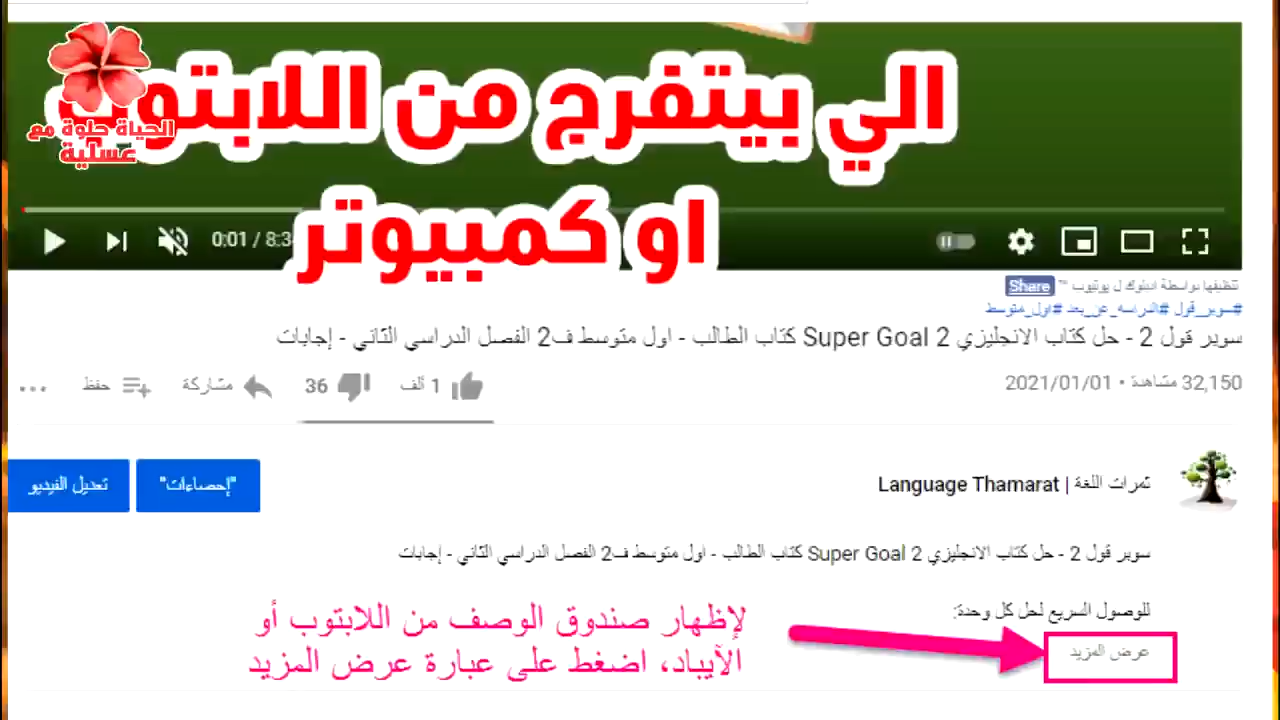 الي بيتفرج من اللابتوب
الحياة حلوة مع
عسلية
او كمبيوتر
0:01 / 8:3
Share
#سوبر_قول #الدراسه_عن_بعد #اول_متوسط
سوبر قول 2 - حل كتاب الانجليزي Super Goal 2 كتاب الطالب - اول متوسط ف2 الفصل الدراسي الثاني - إجابات
32,150 مشاهدة • 2021/01/01
1 ألف
36
مشاركة
حفظ
ثمرات اللغة | Language Thamarat
"إحصاءات"
تعديل الفيديو
سوبر قول 2 - حل كتاب الانجليزي Super Goal 2 كتاب الطالب - اول متوسط ف2 الفصل الدراسي الثاني - إجابات
للوصول السريع لحل كل وحدة:
عرض المزيد
لإظهار صندوق الوصف من اللابتوب أو
الآيباد، اضغط على عبارة عرض المزيد